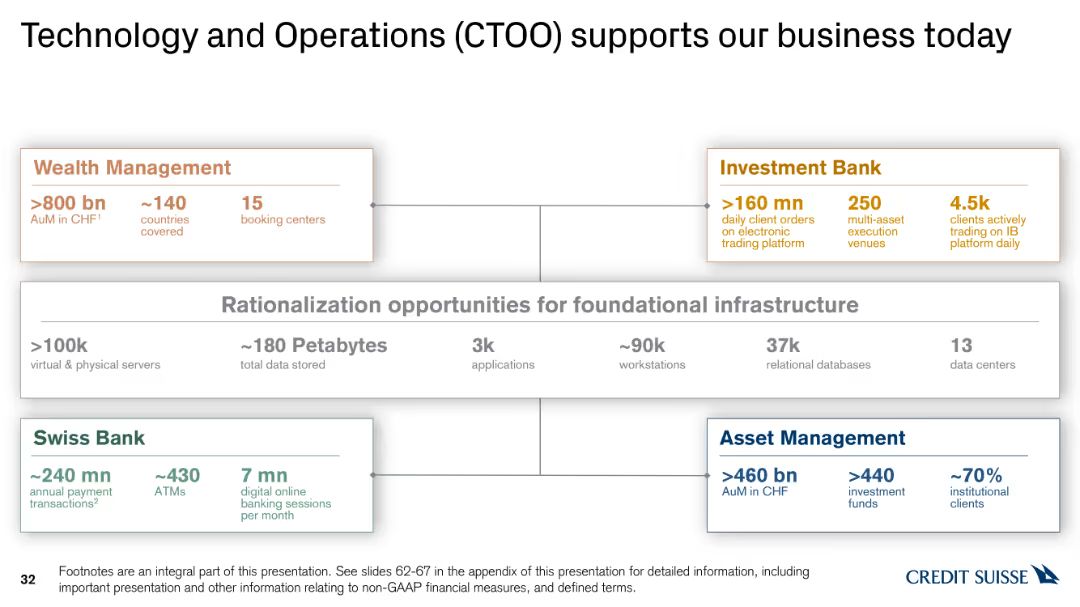 Technology and Operations (CTOO) supports our business today
Wealth Management
>800 bn
AuM in CHF¹
~140
countries
covered
15
booking centers
Investment Bank
>160 mn
daily client orders
on electronic
trading platform
250
multi-asset
execution
venues
4.5k
clients actively
trading on IB
platform daily
Rationalization opportunities for foundational infrastructure
>100k
virtual & physical servers
~180 Petabytes
total data stored
3k
applications
~90k
workstations
37k
relational databases
13
data centers
Swiss Bank
~240 mn
annual payment
transactions²
~430
ATMs
7 mn
digital online
banking sessions
per month
Asset Management
>460 bn
AuM in CHF
>440
investment
funds
~70%
institutional
clients
32
Footnotes are an integral part of this presentation. See slides 62-67 in the appendix of this presentation for detailed information, including
important presentation and other information relating to non-GAAP financial measures, and defined terms.
CREDIT SUISSE